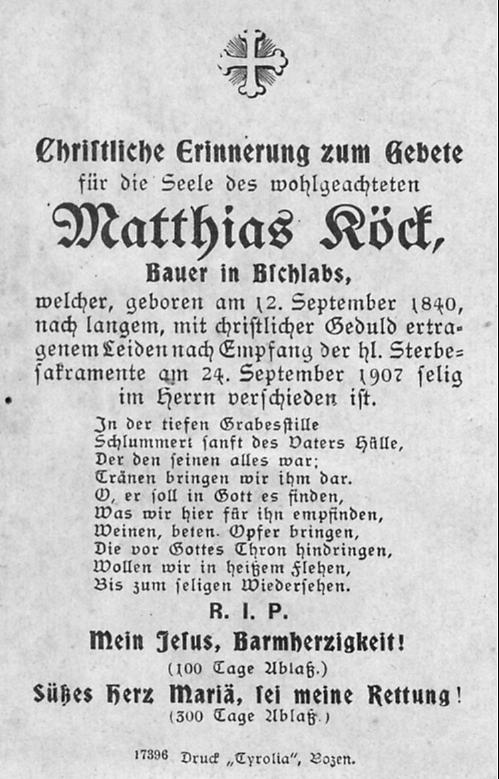 Christliche Erinnerung zum Gebete
für die Seele des wohlgeachteten
Matthias Köck,
Bauer in Bschlabs,
welcher, geboren am 12. September 1840,
nach langem, mit christlicher Geduld ertra-
genem Leiden nach Empfang der hl. Sterbe-
sakramente am 24. September 1907 selig
im Herrn verschieden ist.
In der tiefen Grabesstille
Schlummert sanft des Vaters Hülle,
Der den seinen alles war;
Tränen bringen wir ihm dar.
O, er soll in Gott es finden,
Was wir hier für ihn empfinden,
Weinen, beten. Opfer bringen,
Die vor Gottes Thron hindringen,
Wollen wir in heißem Flehen,
Bis zum seligen Wiedersehen.
R. I. P.
Mein Jesus, Barmherzigkeit!
(100 Tage Ablaß.)
Süßes Herz Mariä, sei meine Rettung!
(300 Tage Ablaß.)
17396 Druck „Tyrolia", Bozen.